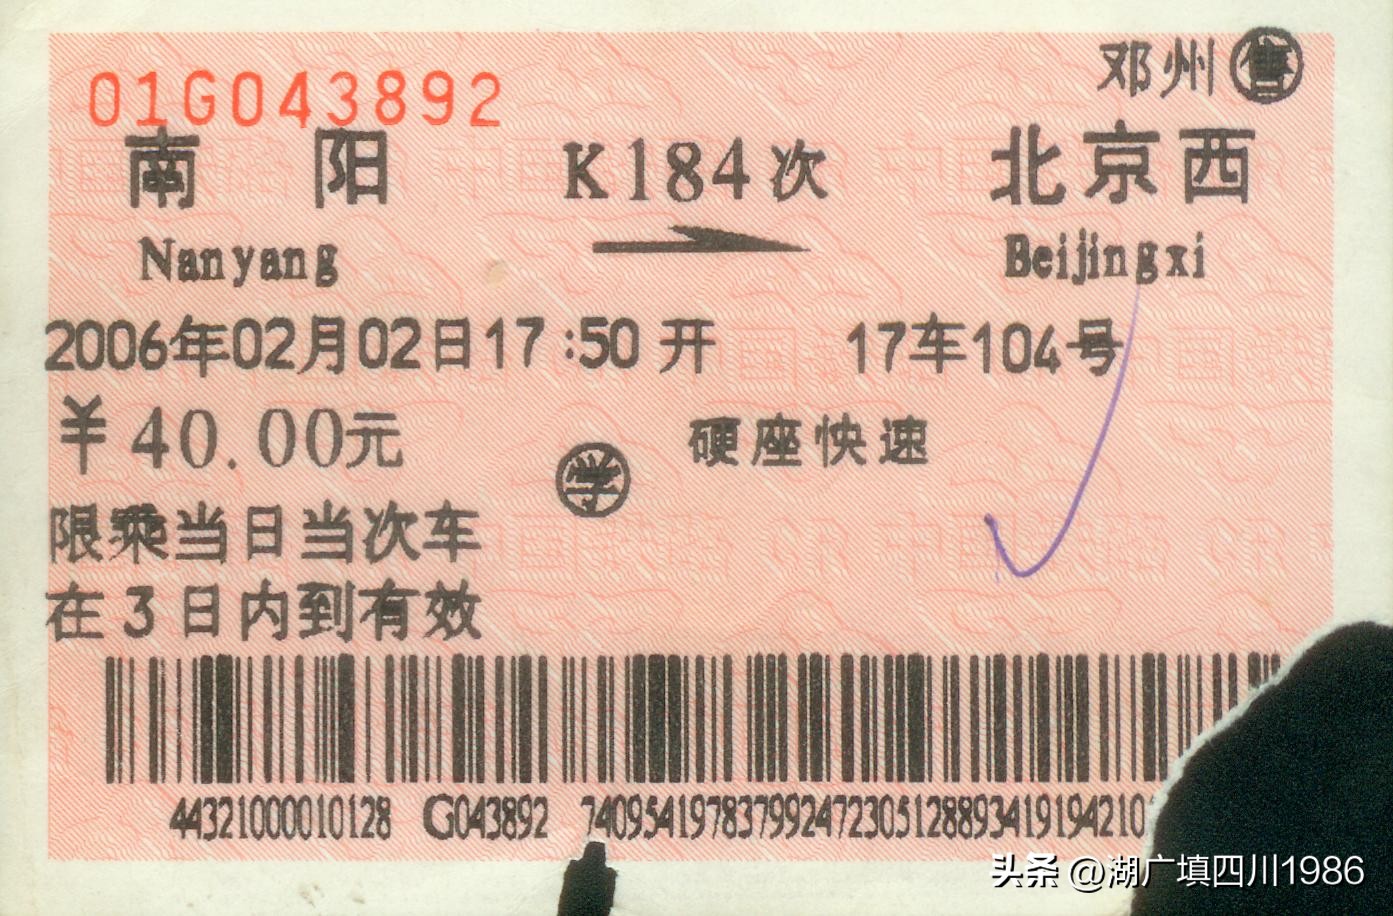 01G043892
邓州 售
南阳 K184次 北京西
Nanyang Beijingxi
2006年02月02日17:50开 17车104号
¥40.00元 硬座快速
学
限乘当日当次车
在3日内到有效
44321000010128 G043892 740954197837992472305128893419194210
头条 @湖广填四川1986